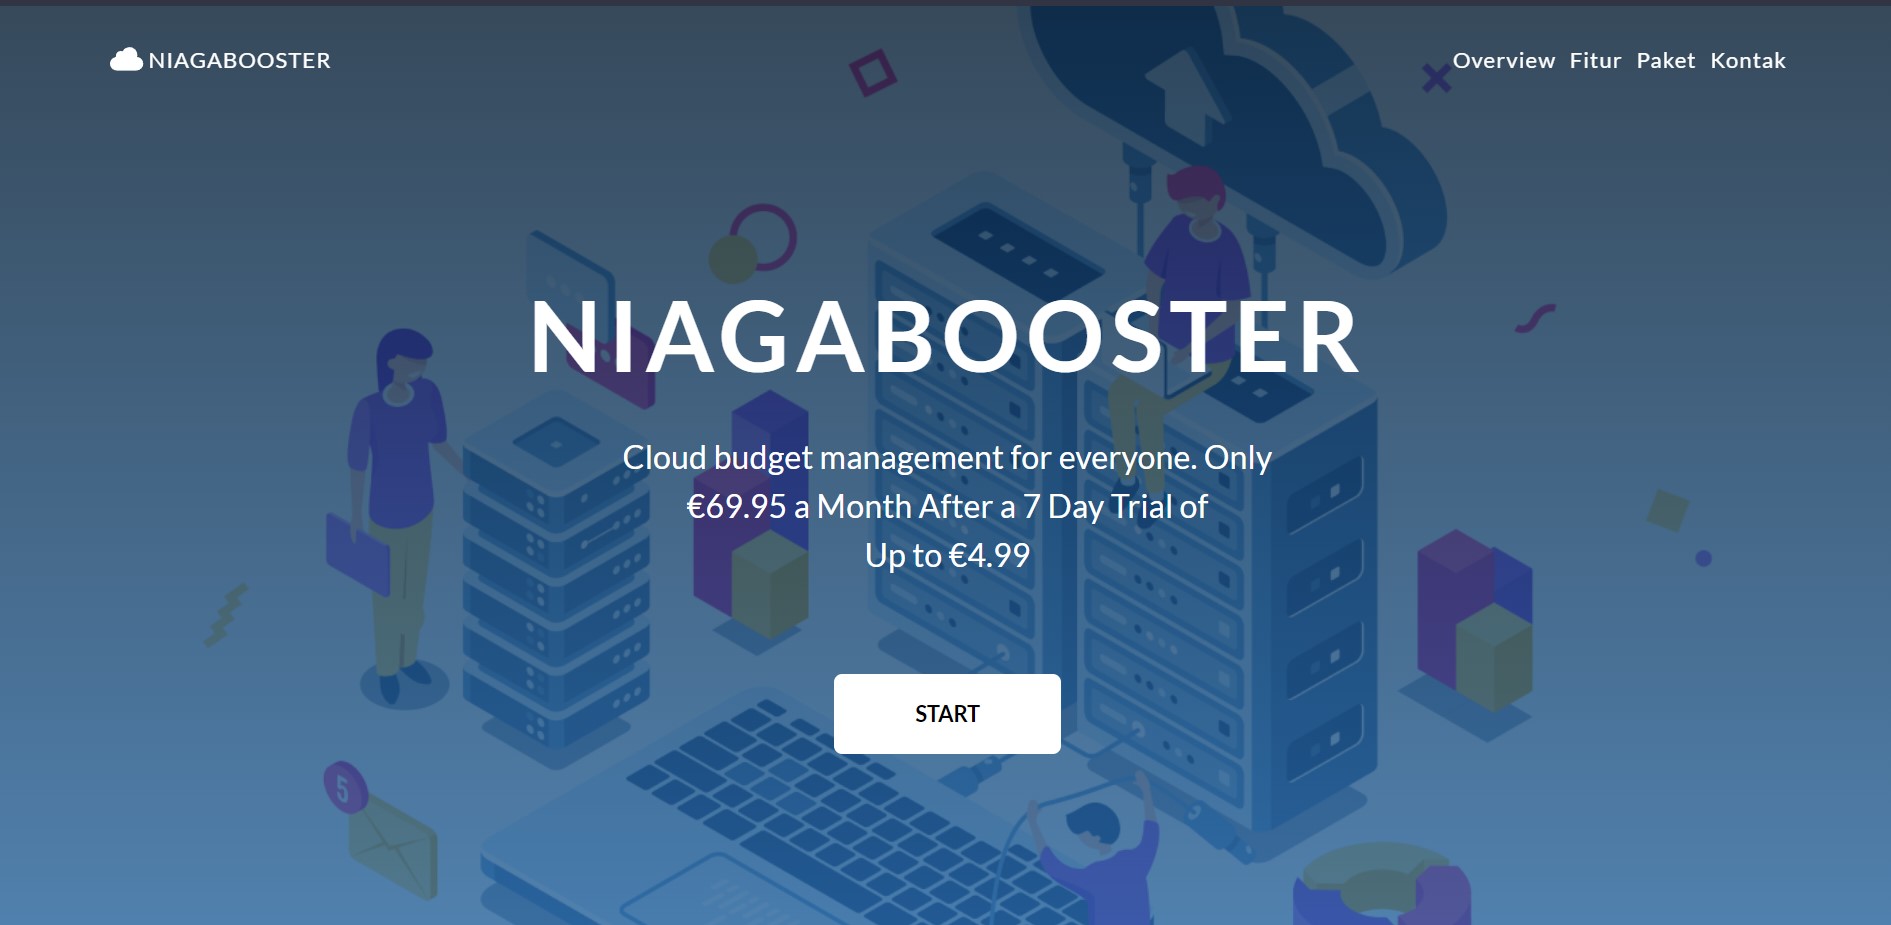 NIAGABOOSTER
Overview Fitur Paket Kontak
NIAGABOOSTER
Cloud budget management for everyone. Only
€69.95 a Month After a 7 Day Trial of
Up to €4.99
START
5